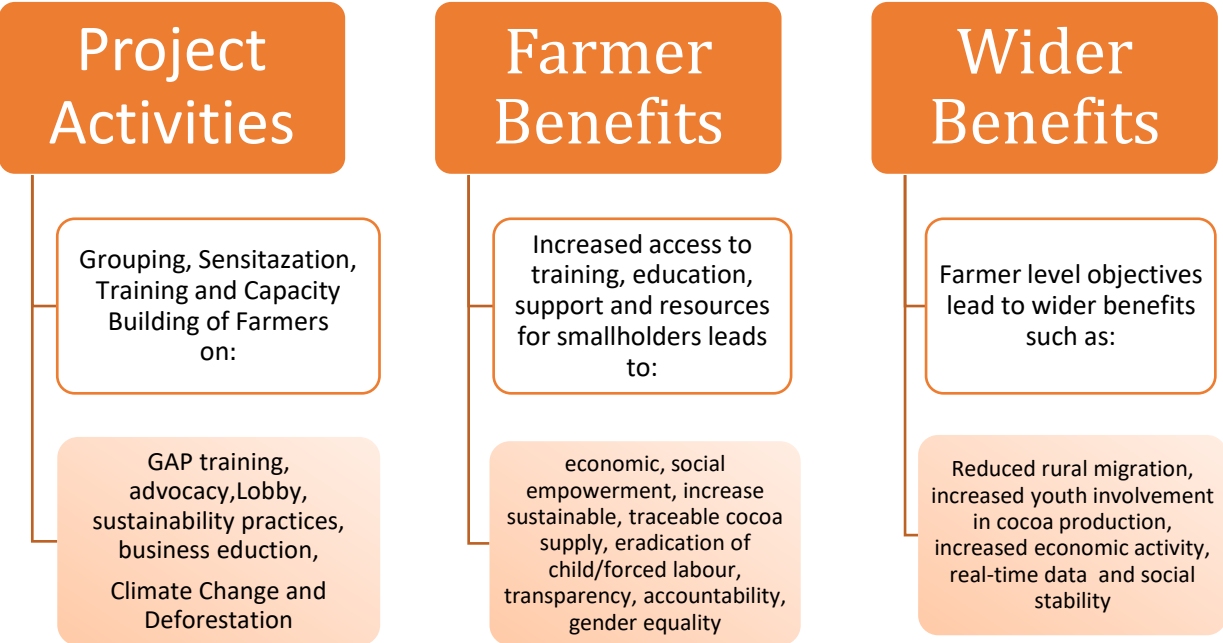 Project
Activities
Grouping, Sensitazation,
Training and Capacity
Building of Farmers
on:
GAP training,
advocacy,Lobby,
sustainability practices,
business eduction,
Climate Change and
Deforestation
Farmer
Benefits
Increased access to
training, education,
support and resources
for smallholders leads
to:
economic, social
empowerment, increase
sustainable, traceable cocoa
supply, eradication of
child/forced labour,
transparency, accountability,
gender equality
Wider
Benefits
Farmer level objectives
lead to wider benefits
such as:
Reduced rural migration,
increased youth involvement
in cocoa production,
increased economic activity,
real-time data and social
stability